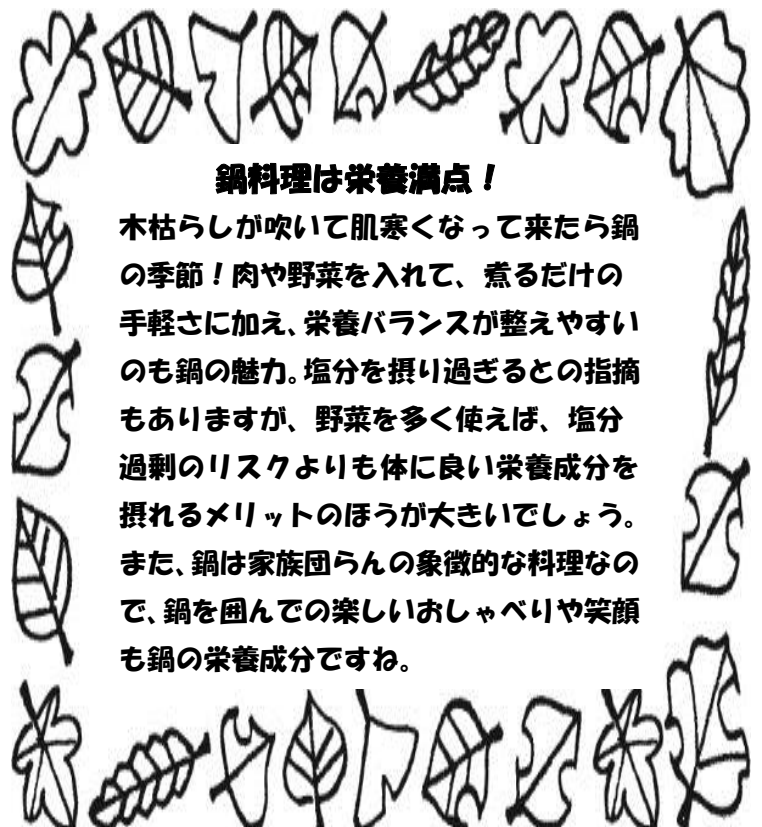 鍋料理は栄養満点！
木枯らしが吹いて肌寒くなって来たら鍋
の季節！肉や野菜を入れて、煮るだけの
手軽さに加え、栄養バランスが整えやすい
のも鍋の魅力。塩分を摂り過ぎるとの指摘
もありますが、野菜を多く使えば、塩分
過剰のリスクよりも体に良い栄養成分を
摂れるメリットのほうが大きいでしょう。
また、鍋は家族団らんの象徴的な料理なの
で、鍋を囲んでの楽しいおしゃべりや笑顔
も鍋の栄養成分ですね。